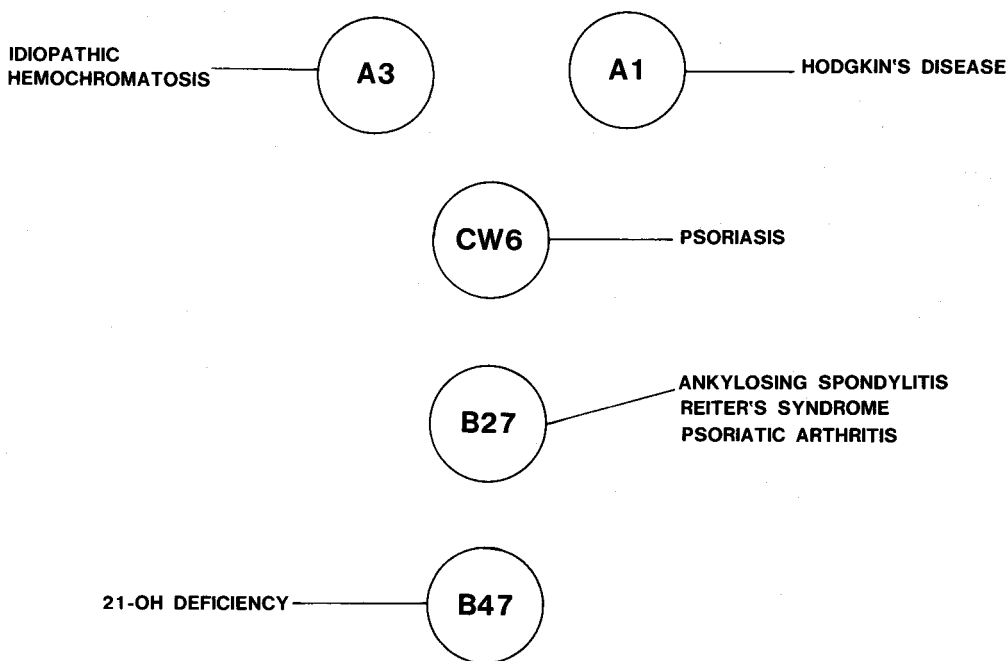 IDIOPATHIC
HEMOCHROMATOSIS
A3
A1
HODGKIN'S DISEASE
CW6
PSORIASIS
B27
ANKYLOSING SPONDYLITIS
REITER'S SYNDROME
PSORIATIC ARTHRITIS
21-OH DEFICIENCY
B47